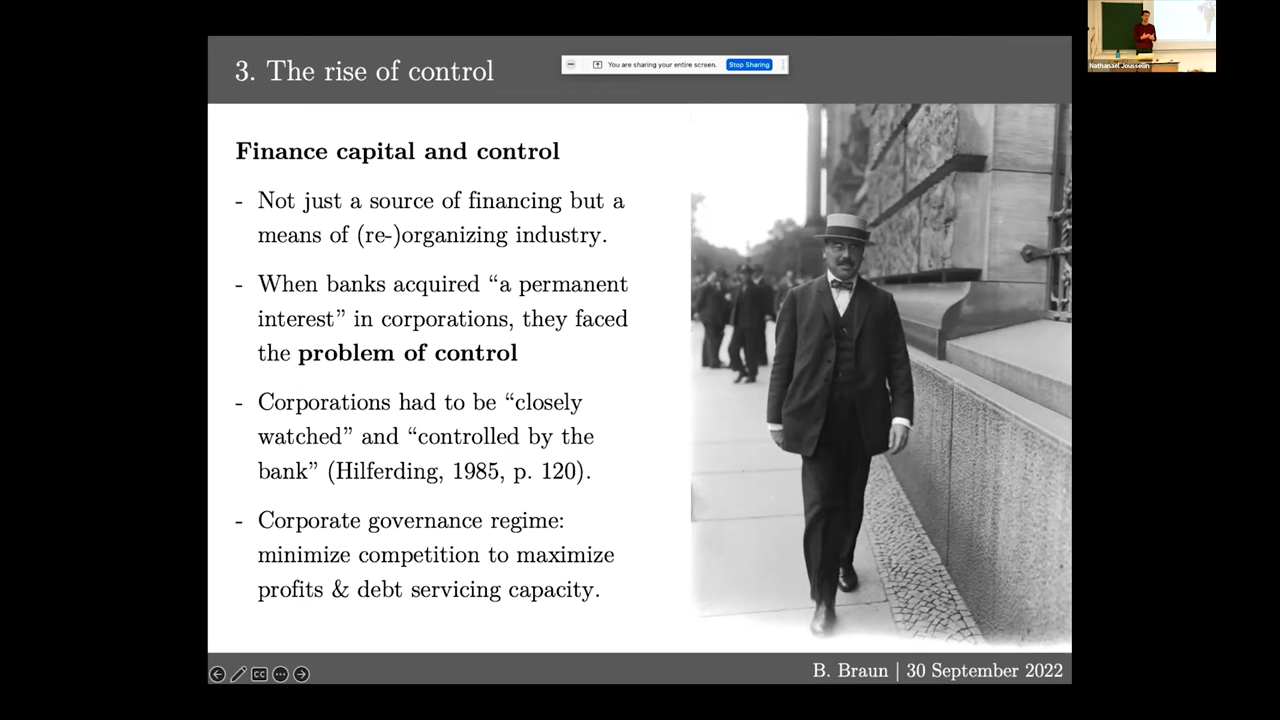 3. The rise of control
You are sharing your entire screen.
Stop Sharing
Nathanael Jousselin
Finance capital and control
- Not just a source of financing but a
means of (re-)organizing industry.
- When banks acquired “a permanent
interest” in corporations, they faced
the problem of control
- Corporations had to be “closely
watched” and “controlled by the
bank” (Hilferding, 1985, p. 120).
- Corporate governance regime:
minimize competition to maximize
profits & debt servicing capacity.
CC
B. Braun | 30 September 2022